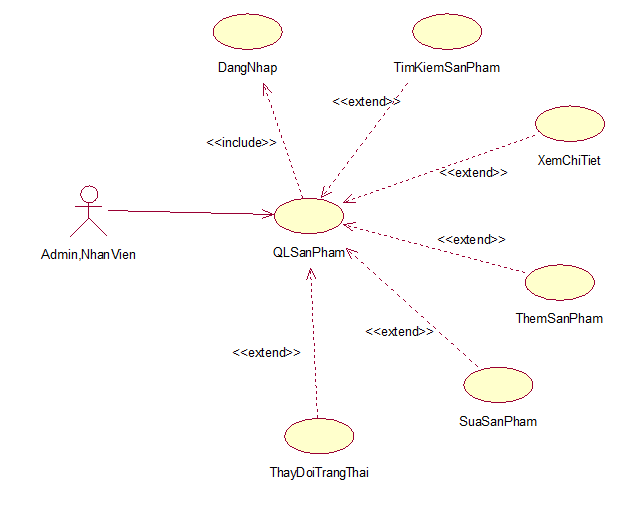 DangNhap
TimKiemSanPham
<<extend>>
<<include>>
XemChiTiet
<<extend>>
Admin,NhanVien
QLSanPham
<<extend>>
ThemSanPham
<<extend>>
<<extend>>
SuaSanPham
ThayDoiTrangThai